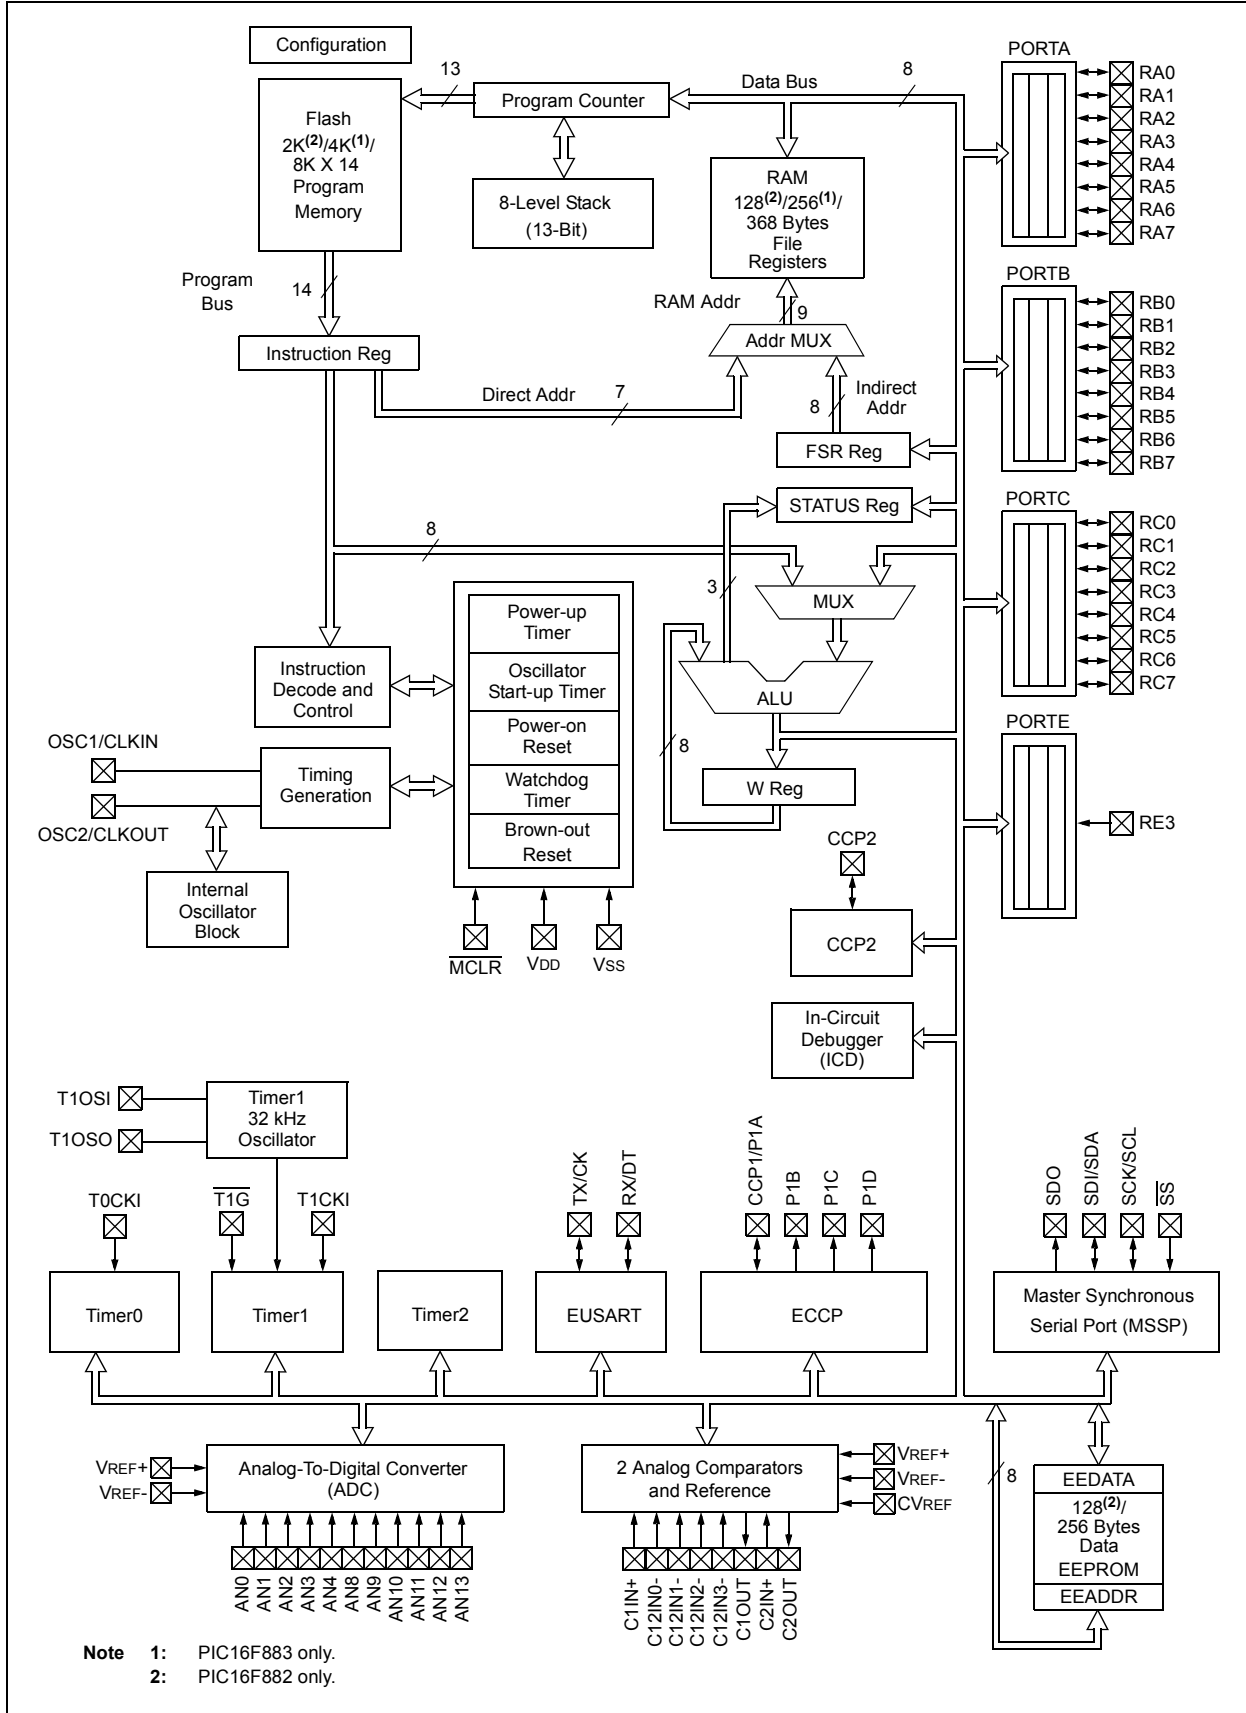 Configuration
PORTA
13
Data Bus
8
Program Counter
Flash
2K(2)/4K(1)/
8K X 14
Program
Memory
8-Level Stack
(13-Bit)
RAM
128(2)/256(1)/
368 Bytes
File
Registers
RA0
RA1
RA2
RA3
RA4
RA5
RA6
RA7
Program
Bus
14
RAM Addr
9
PORTB
Addr MUX
Instruction Reg
Direct Addr
7
8
Indirect
Addr
FSR Reg
RB0
RB1
RB2
RB3
RB4
RB5
RB6
RB7
STATUS Reg
PORTC
8
3
MUX
RC0
RC1
RC2
RC3
RC4
RC5
RC6
RC7
Power-up
Timer
Oscillator
Start-up Timer
Power-on
Reset
Watchdog
Timer
Brown-out
Reset
Instruction
Decode and
Control
ALU
8
W Reg
PORTE
RE3
OSC1/CLKIN
OSC2/CLKOUT
Timing
Generation
Internal
Oscillator
Block
MCLR
VDD
VSS
CCP2
CCP2
In-Circuit
Debugger
(ICD)
T1OSI
T1OSO
Timer1
32 kHz
Oscillator
T0CKI
T1G
T1CKI
TX/CK
RX/DT
CCP1/P1A
P1B
P1C
P1D
SDO
SDI/SDA
SCK/SCL
SS
Timer0
Timer1
Timer2
EUSART
ECCP
Master Synchronous
Serial Port (MSSP)
VREF+
VREF-
Analog-To-Digital Converter
(ADC)
2 Analog Comparators
and Reference
VREF+
VREF-
CVREF
8
EEDATA
128(2)/
256 Bytes
Data
EEPROM
EEADDR
AN0
AN1
AN2
AN3
AN4
AN8
AN9
AN10
AN11
AN12
AN13
C1IN+
C12IN0-
C12IN1-
C12IN2-
C12IN3-
C1OUT
C2IN+
C2OUT
Note 1: PIC16F883 only.
2: PIC16F882 only.